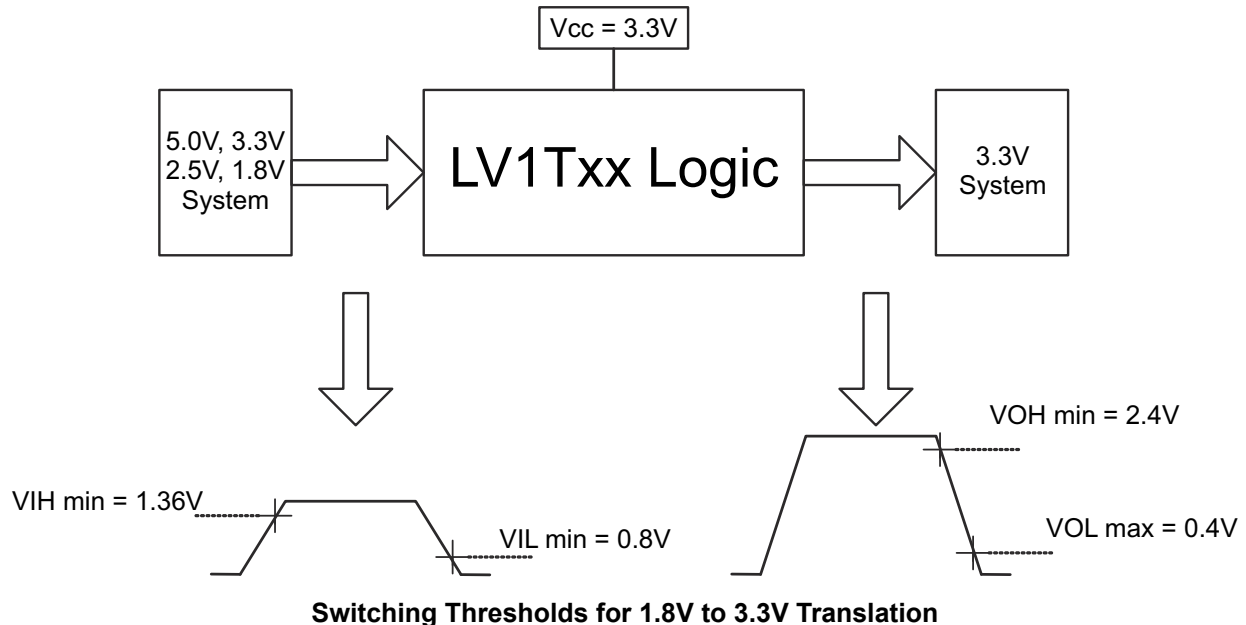 Vcc = 3.3V
5.0V, 3.3V
2.5V, 1.8V
System
LV1Txx Logic
3.3V
System
VIH min = 1.36V
VIL min = 0.8V
VOH min = 2.4V
VOL max = 0.4V
Switching Thresholds for 1.8V to 3.3V Translation